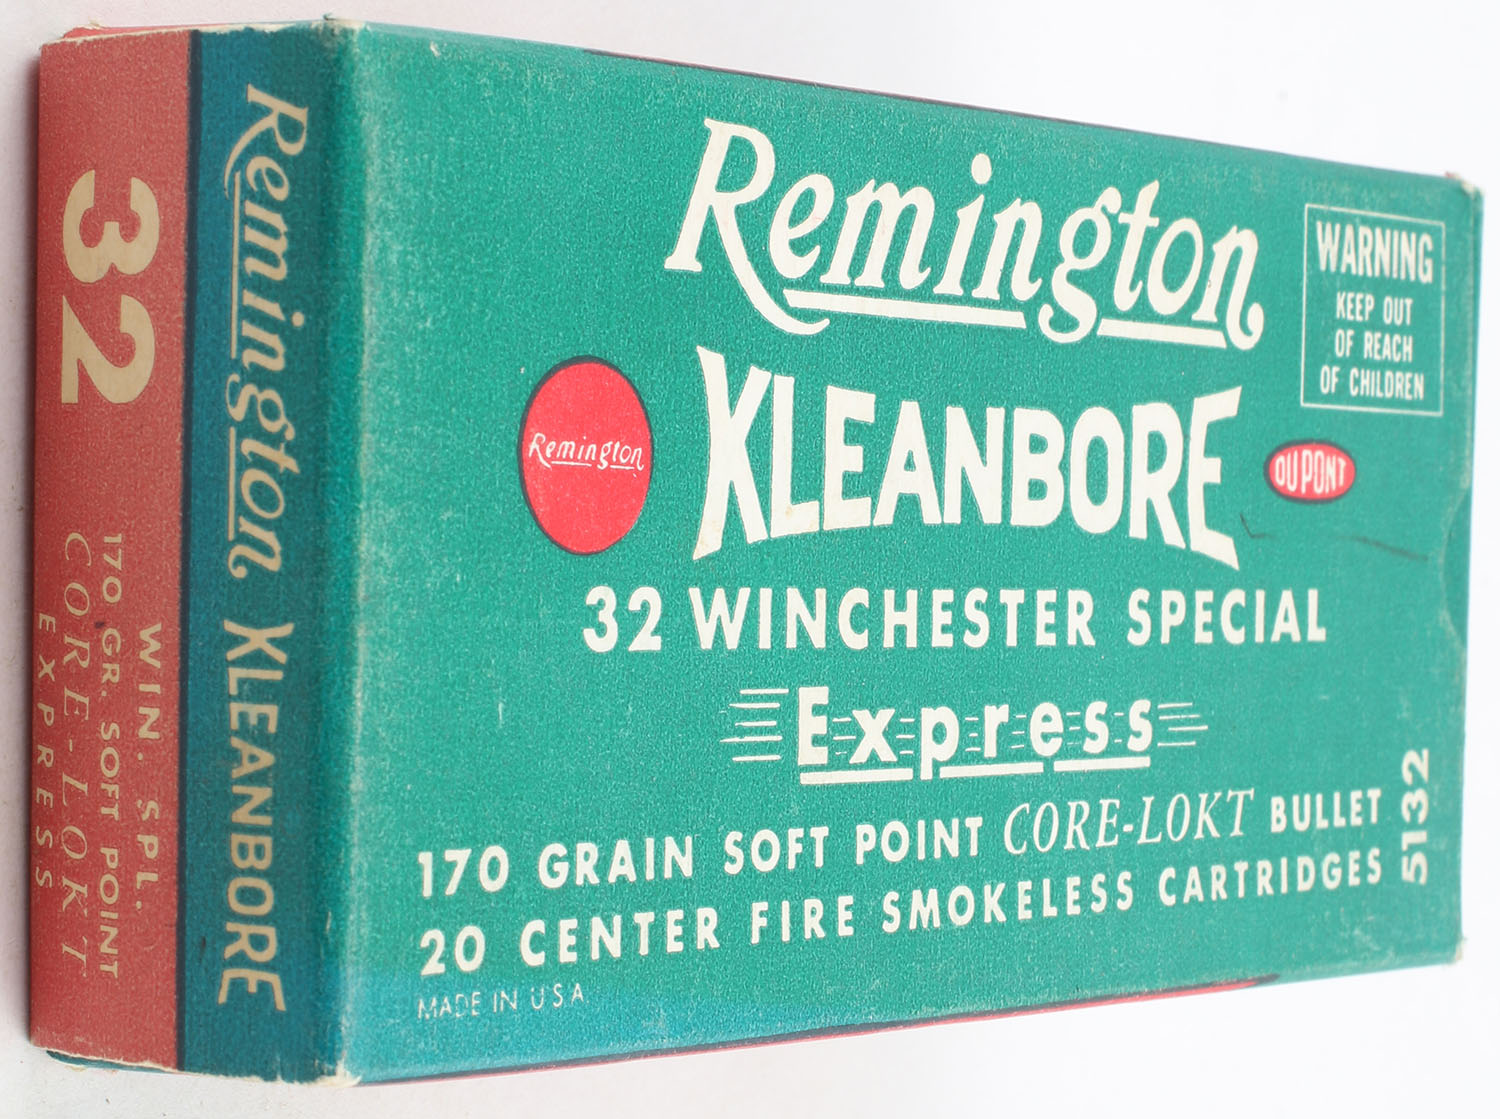 Remington
WARNING
KEEP OUT
OF REACH
OF CHILDREN
Remington
KLEANBORE
DU PONT
32 WINCHESTER SPECIAL
Express
170 GRAIN SOFT POINT CORE-LOKT BULLET
20 CENTER FIRE SMOKELESS CARTRIDGES
5132
MADE IN U.S.A.
Remington KLEANBORE
32 WIN. SPL.
170 GR. SOFT POINT
CORE-LOKT
EXPRESS